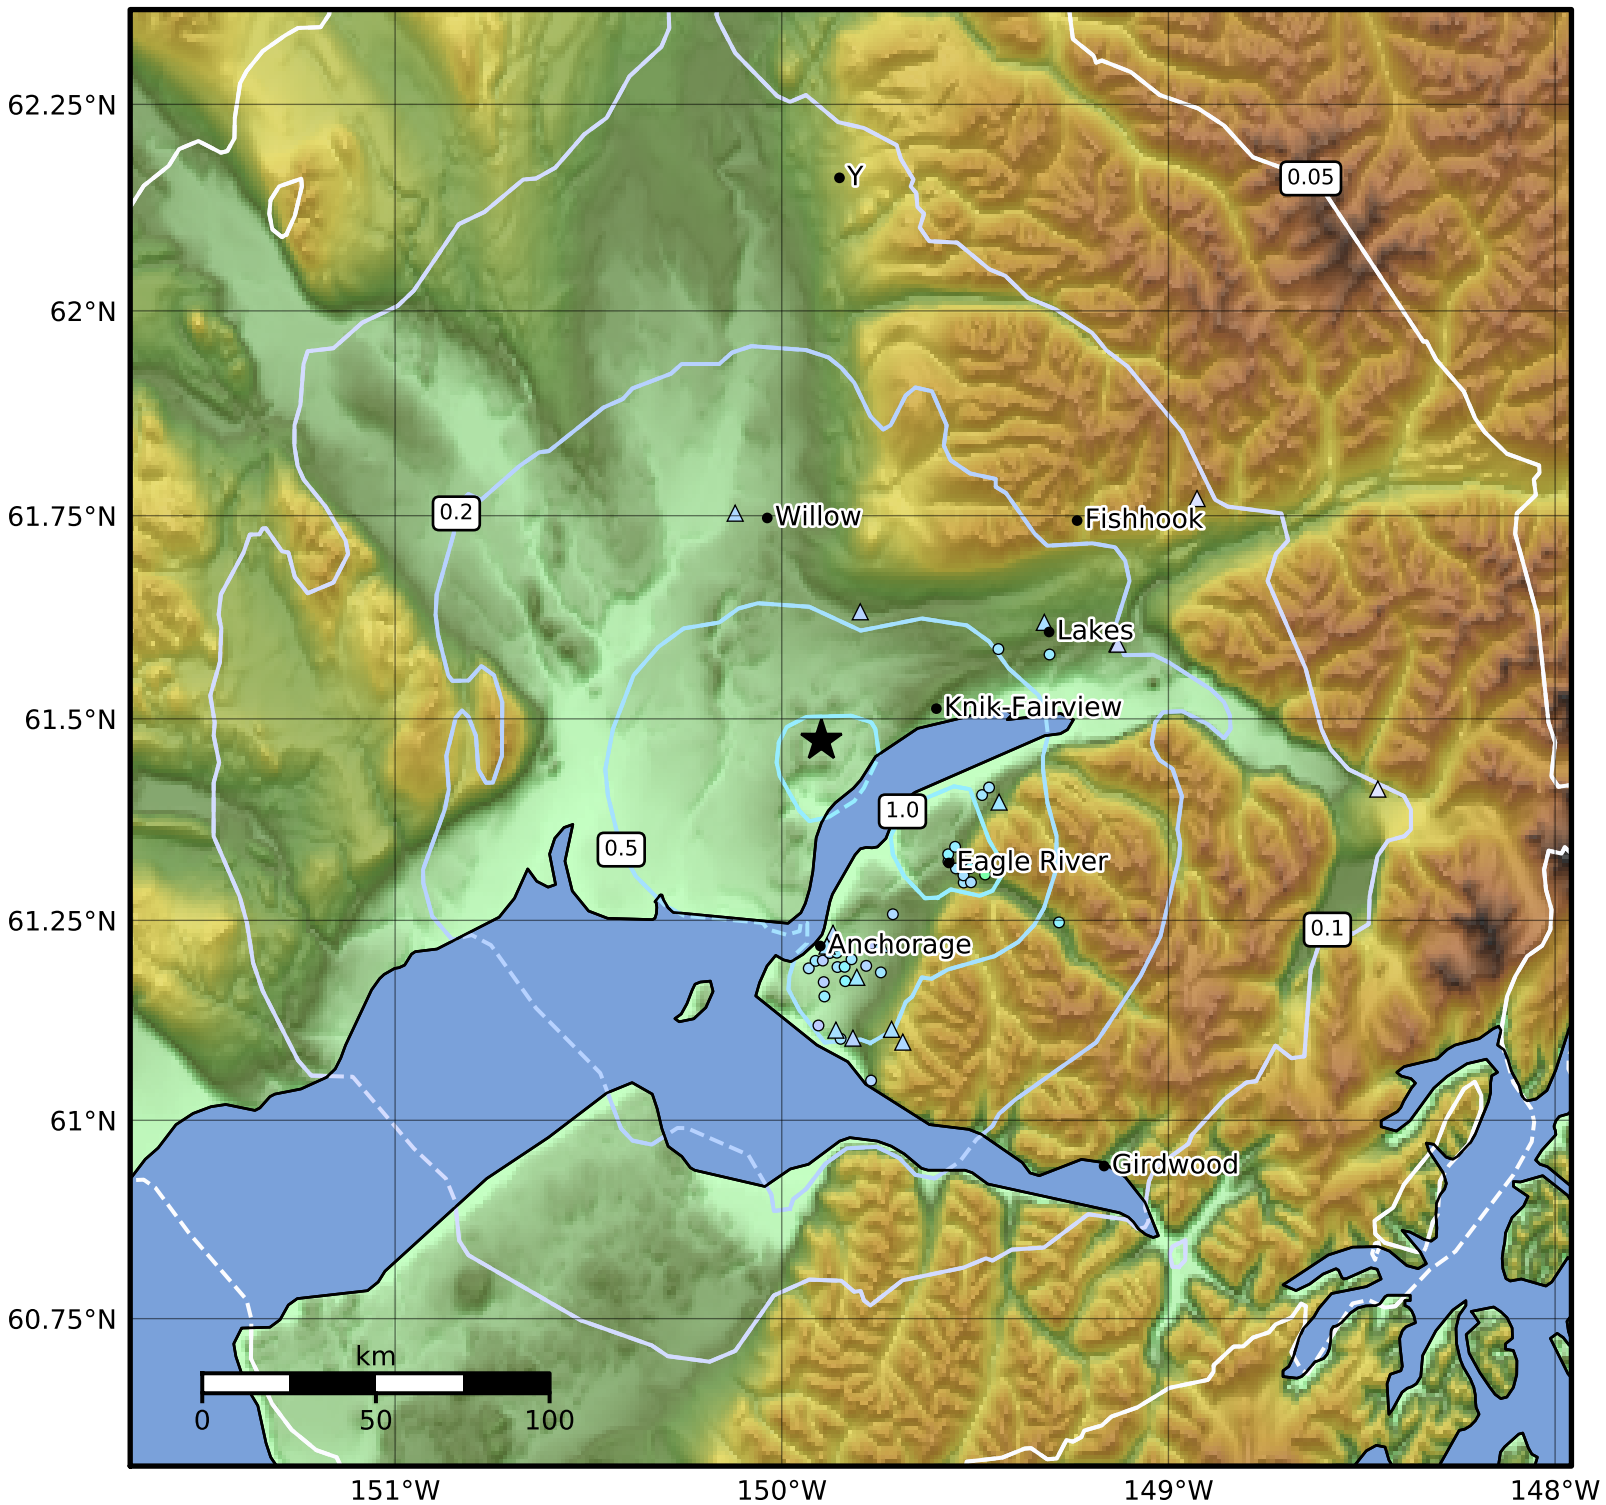 62.25°N
0.05
Y
62°N
0.2
61.75°N
Willow
Fishhook
Lakes
61.5°N
Knik-Fairview
1.0
0.5
Eagle River
61.25°N
0.1
Anchorage
61°N
Girdwood
60.75°N
km
0 50 100
151°W 150°W 149°W 148°W